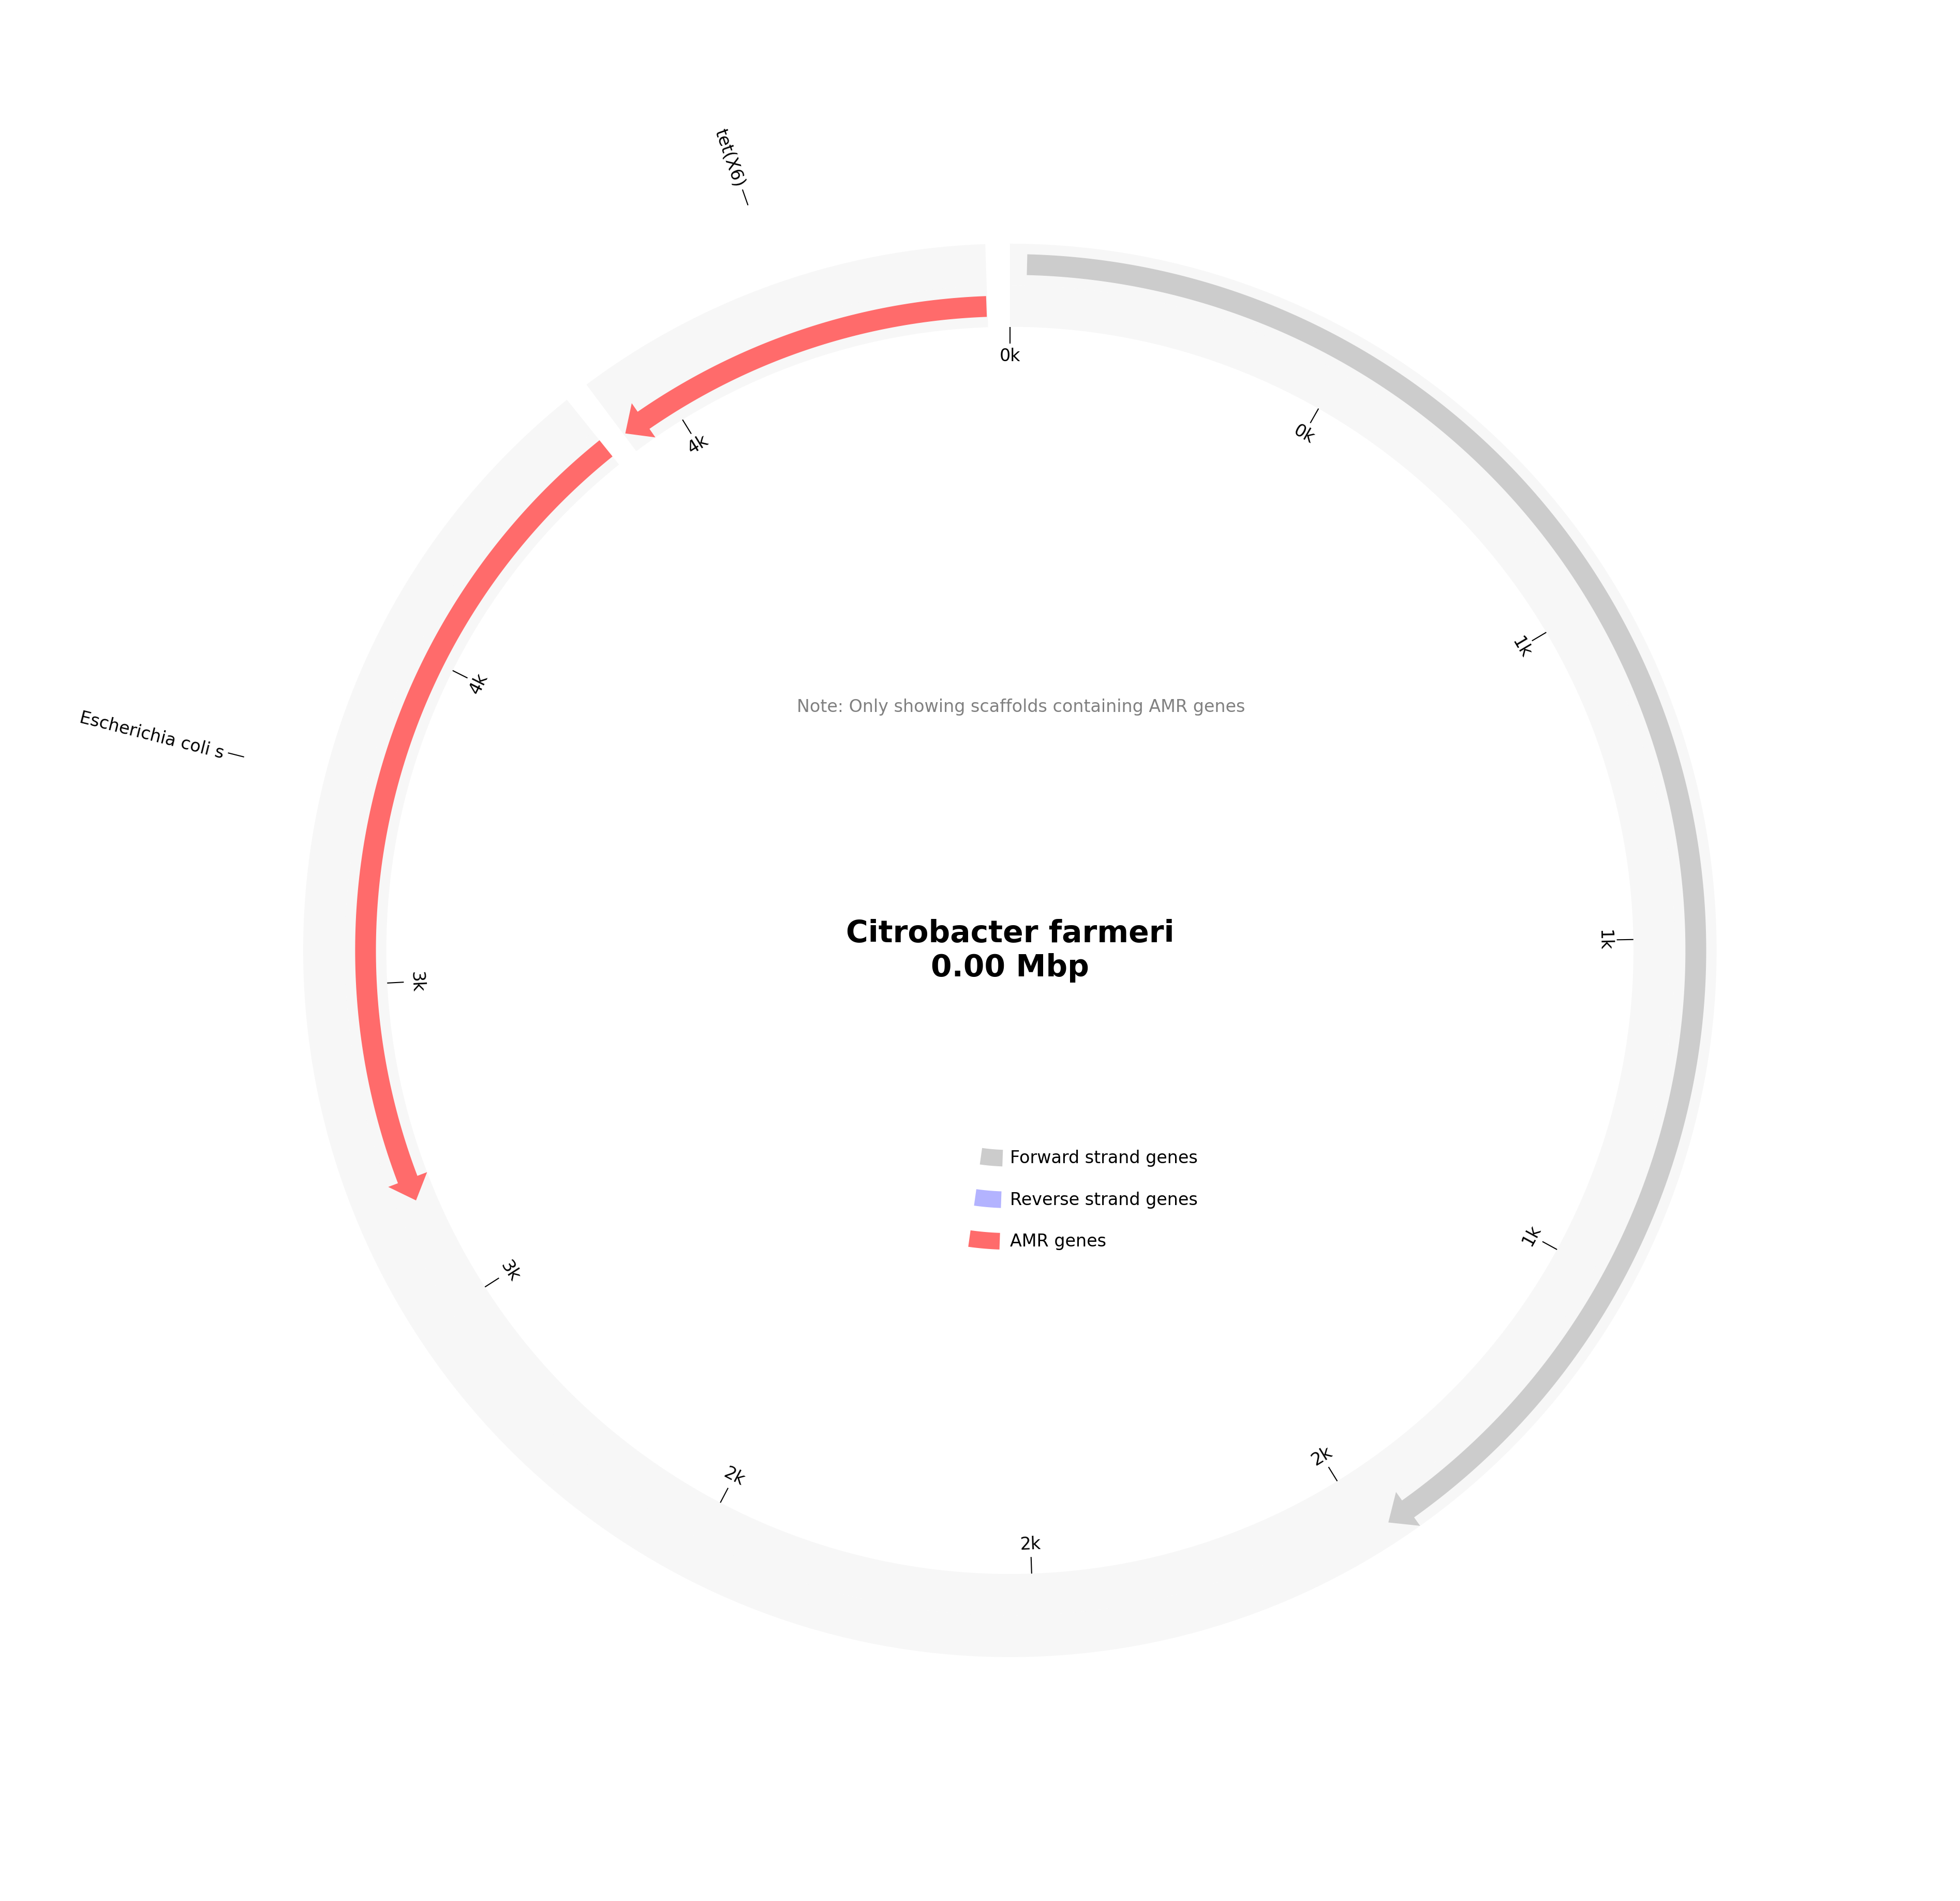 tet(X6)
0k
0k
4k
1k
4k
Escherichia coli s
Note: Only showing scaffolds containing AMR genes
Citrobacter farmeri
0.00 Mbp
1k
3k
Forward strand genes
Reverse strand genes
AMR genes
1k
3k
2k
2k
2k